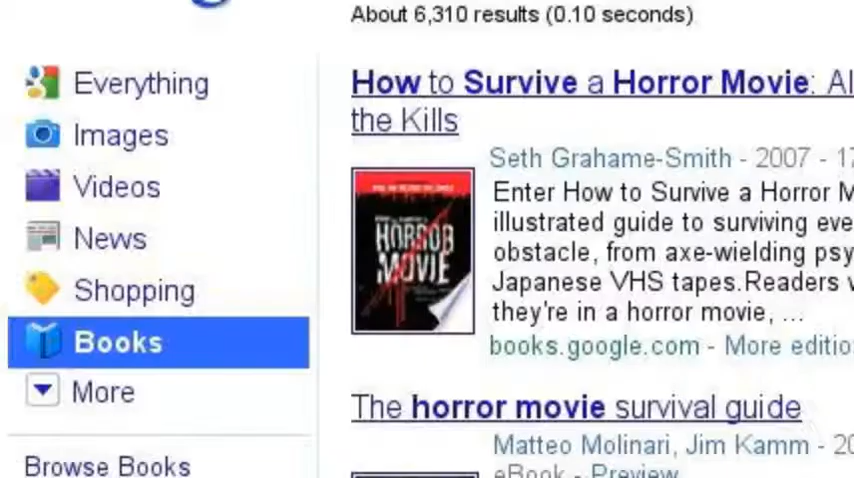 About 6,310 results (0.10 seconds)
Everything
Images
Videos
News
Shopping
Books
More
Browse Books
How to Survive a Horror Movie: Al
the Kills
Seth Grahame-Smith - 2007 - 17
HORROR
MOVIE
Enter How to Survive a Horror M
illustrated guide to surviving eve
obstacle, from axe-wielding psy
Japanese VHS tapes.Readers w
they're in a horror movie, ...
books.google.com - More editio
The horror movie survival guide
Matteo Molinari, Jim Kamm - 20
eBook - Preview